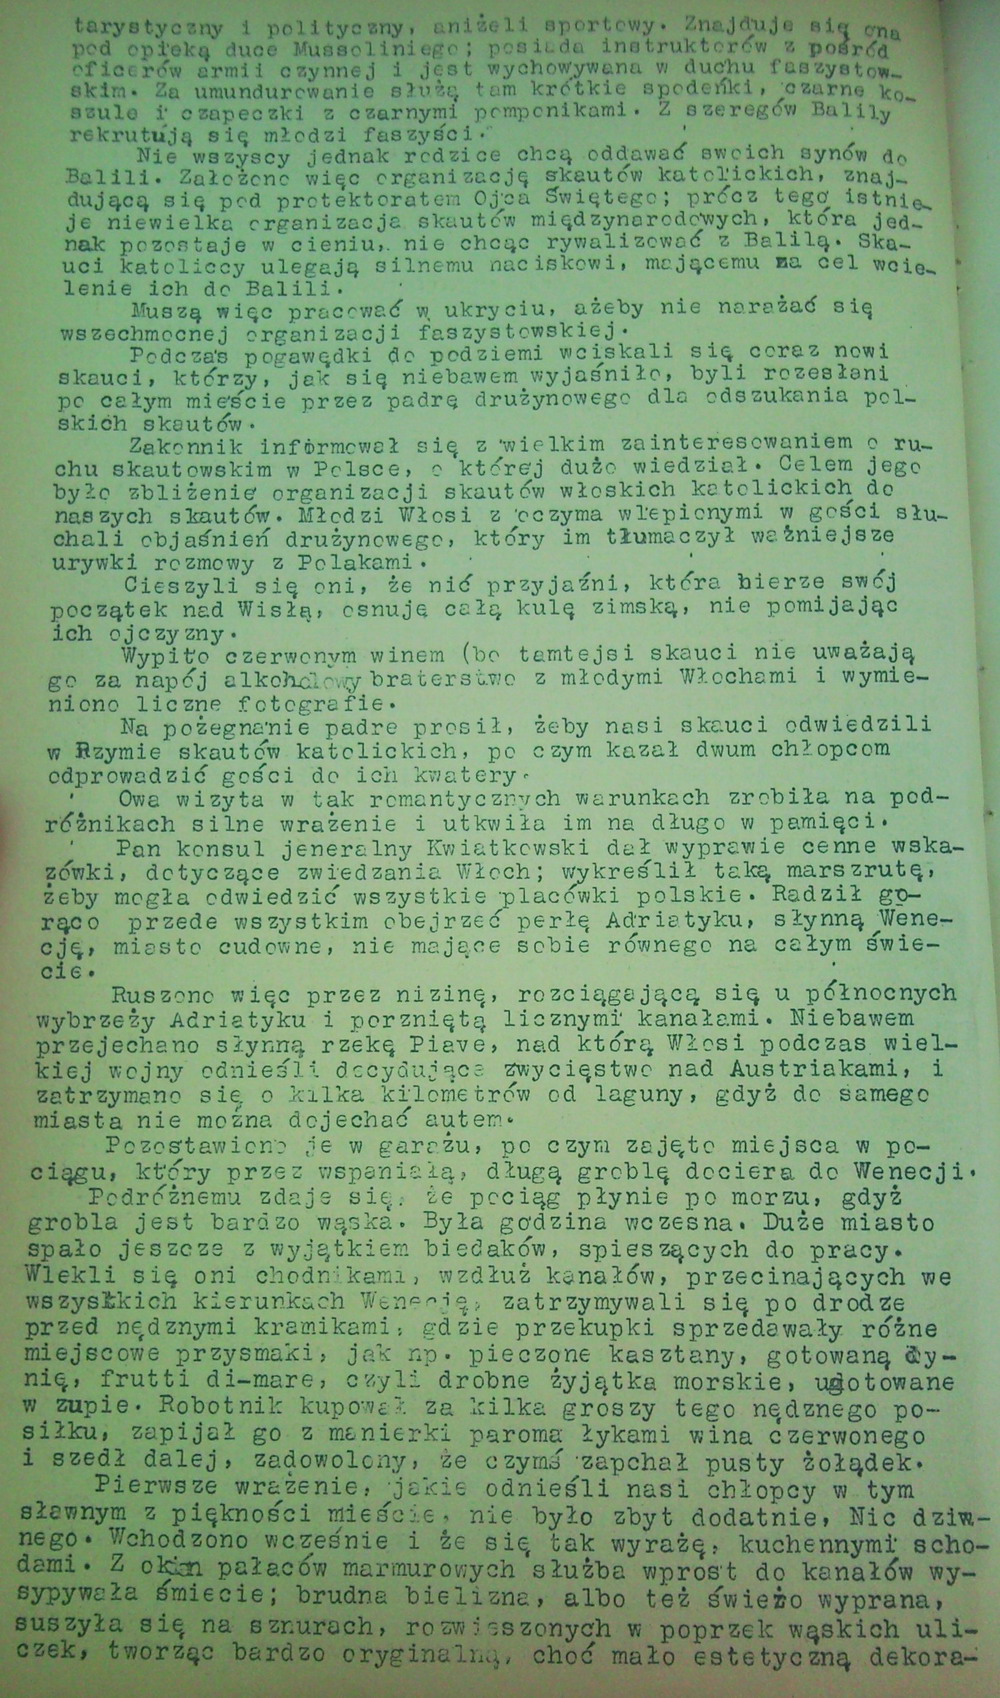 tarystyczny i polityczny, aniżeli sportowy. Znajduje się ona
pod opieką duce Mussoliniego; posiada instruktorów z pośród
oficerów armii czynnej i jest wychowywana w duchu faszystow-
skim. Za umundurowanie służą tam krótkie spodeńki, czarne ko-
szule i czapeczki z czarnymi pomponikami. Z szeregów Balily
rekrutują się młodzi faszyści.
Nie wszyscy jednak rodzice chcą oddawać swoich synów do
Balili. Założono więc organizację skautów katolickich, znaj-
dującą się pod protektoratem Ojca Świętego; prócz tego istnie-
je niewielka organizacja skautów międzynarodowych, która jed-
nak pozostaje w cieniu, nie chcąc rywalizować z Balilą. Ska-
uci katoliccy ulegają silnemu naciskowi, mającemu na cel wcie-
lenie ich do Balili.
Muszą więc pracować w ukryciu, ażeby nie narażać się
wszechmocnej organizacji faszystowskiej.
Podczas pogawędki do podziemi wciskali się coraz nowi
skauci, którzy, jak się niebawem wyjaśniło, byli rozesłani
po całym mieście przez padrę drużynowego dla odszukania pol-
skich skautów.
Zakonnik informował się z wielkim zainteresowaniem o ru-
chu skautowskim w Polsce, o której dużo wiedział. Celem jego
było zbliżenie organizacji skautów włoskich katolickich do
naszych skautów. Młodzi Włosi z oczyma wlepionymi w gości słu-
chali objaśnień drużynowego, który im tłumaczył ważniejsze
urywki rozmowy z Polakami.
Cieszyli się oni, że nić przyjaźni, która bierze swój
początek nad Wisłą, osnuje całą kulę zimską, nie pomijając
ich ojczyzny.
Wypito czerwonym winem (bo tamtejsi skauci nie uważają
go za napój alkoholowy braterstwo z młodymi Włochami i wymie-
niono liczne fotografie.
Na pożegnanie padre prosił, żeby nasi skauci odwiedzili
w Rzymie skautów katolickich, po czym kazał dwum chłopcom
odprowadzić gości do ich kwatery.
Owa wizyta w tak romantycznych warunkach zrobiła na pod-
różnikach silne wrażenie i utkwiła im na długo w pamięci.
Pan konsul jeneralny Kwiatkowski dał wyprawie cenne wska-
zówki, dotyczące zwiedzania Włoch; wykreślił taką marszrutę,
żeby mogła odwiedzić wszystkie placówki polskie. Radził go-
rąco przede wszystkim obejrzeć perłę Adriatyku, słynną Wene-
cję, miasto cudowne, nie mające sobie równego na całym świe-
cie.
Ruszono więc przez nizinę, rozciągającą się u północnych
wybrzeży Adriatyku i porzniętą licznymi kanałami. Niebawem
przejechano słynną rzekę Piave, nad którą Włosi podczas wiel-
kiej wojny odnieśli decydujące zwycięstwo nad Austriakami, i
zatrzymano się o kilka kilometrów od laguny, gdyż do samego
miasta nie można dojechać autem.
Pozostawiono je w garażu, po czym zajęto miejsca w po-
ciągu, który przez wspaniałą, długą groblę dociera do Wenecji.
Podróżnemu zdaje się, że pociąg płynie po morzu, gdyż
grobla jest bardzo wąska. Była godzina wczesna. Duże miasto
spało jeszcze z wyjątkiem biedaków, spieszących do pracy.
Wlekli się oni chodnikami, wzdłuż kanałów, przecinających we
wszystkich kierunkach Wenecję, zatrzymywali się po drodze
przed nędznymi kramikami, gdzie przekupki sprzedawały różne
miejscowe przysmaki, jak np. pieczone kasztany, gotowaną dy-
nię, frutti di-mare, czyli drobne żyjątka morskie, ugotowane
w zupie. Robotnik kupował za kilka groszy tego nędznego po-
siłku, zapijał go z manierki paroma łykami wina czerwonego
i szedł dalej, zadowolony, że czymś zapchał pusty żołądek.
Pierwsze wrażenie, jakie odnieśli nasi chłopcy w tym
sławnym z piękności mieście, nie było zbyt dodatnie, Nic dziw-
nego. Wchodzono wcześnie i że się tak wyrażę, kuchennymi scho-
dami. Z okien pałaców marmurowych służba wprost do kanałów wy-
sypywała śmiecie; brudna bielizna, albo też świeżo wyprana,
suszyła się na sznurach, rozwieszonych w poprzek wąskich uli-
czek, tworząc bardzo oryginalną, choć mało estetyczną dekora-